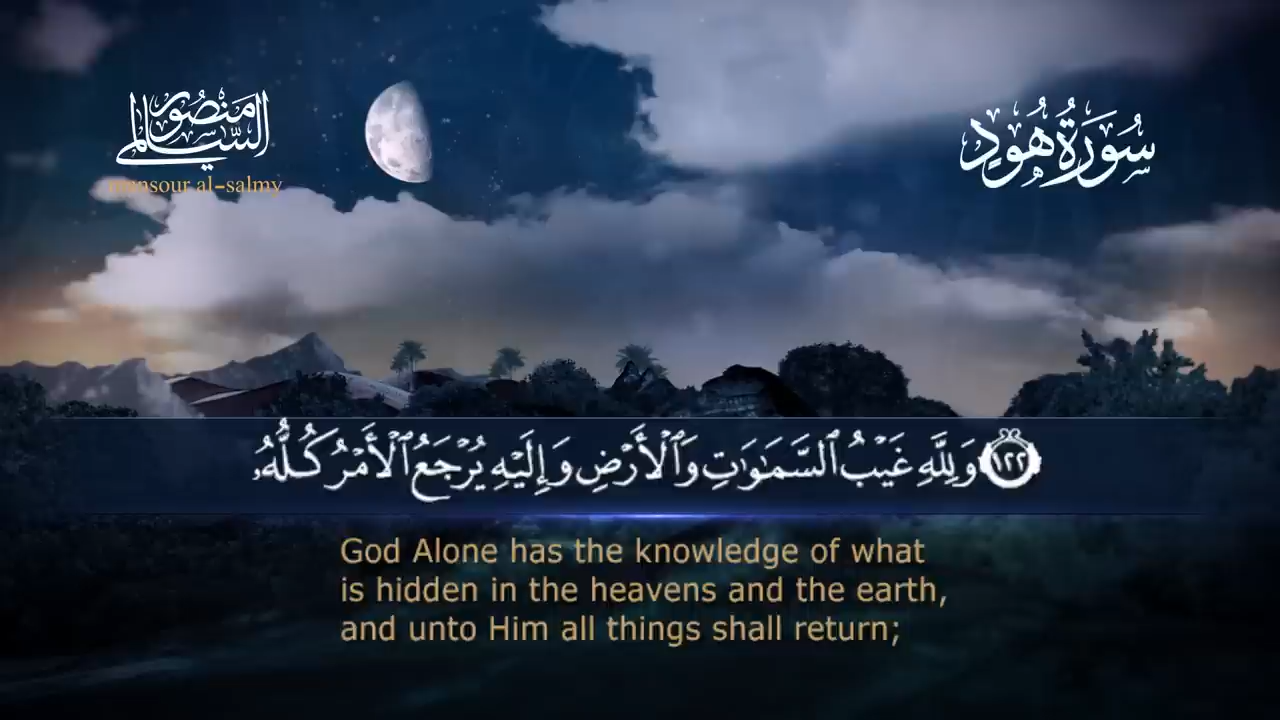 منصور السالمي
mansour al-salmy
سُورَةُ هُودٍ
١٢٢ وَلِلَّهِ غَيْبُ ٱلسَّمَـٰوَٰتِ وَٱلْأَرْضِ وَإِلَيْهِ يُرْجَعُ ٱلْأَمْرُ كُلُّهُۥ
God Alone has the knowledge of what
is hidden in the heavens and the earth,
and unto Him all things shall return;